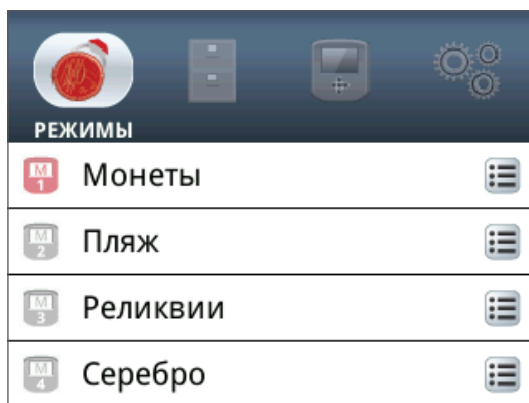 РЕЖИМЫ
M 1 Монеты
M 2 Пляж
M 3 Реликвии
M 4 Серебро